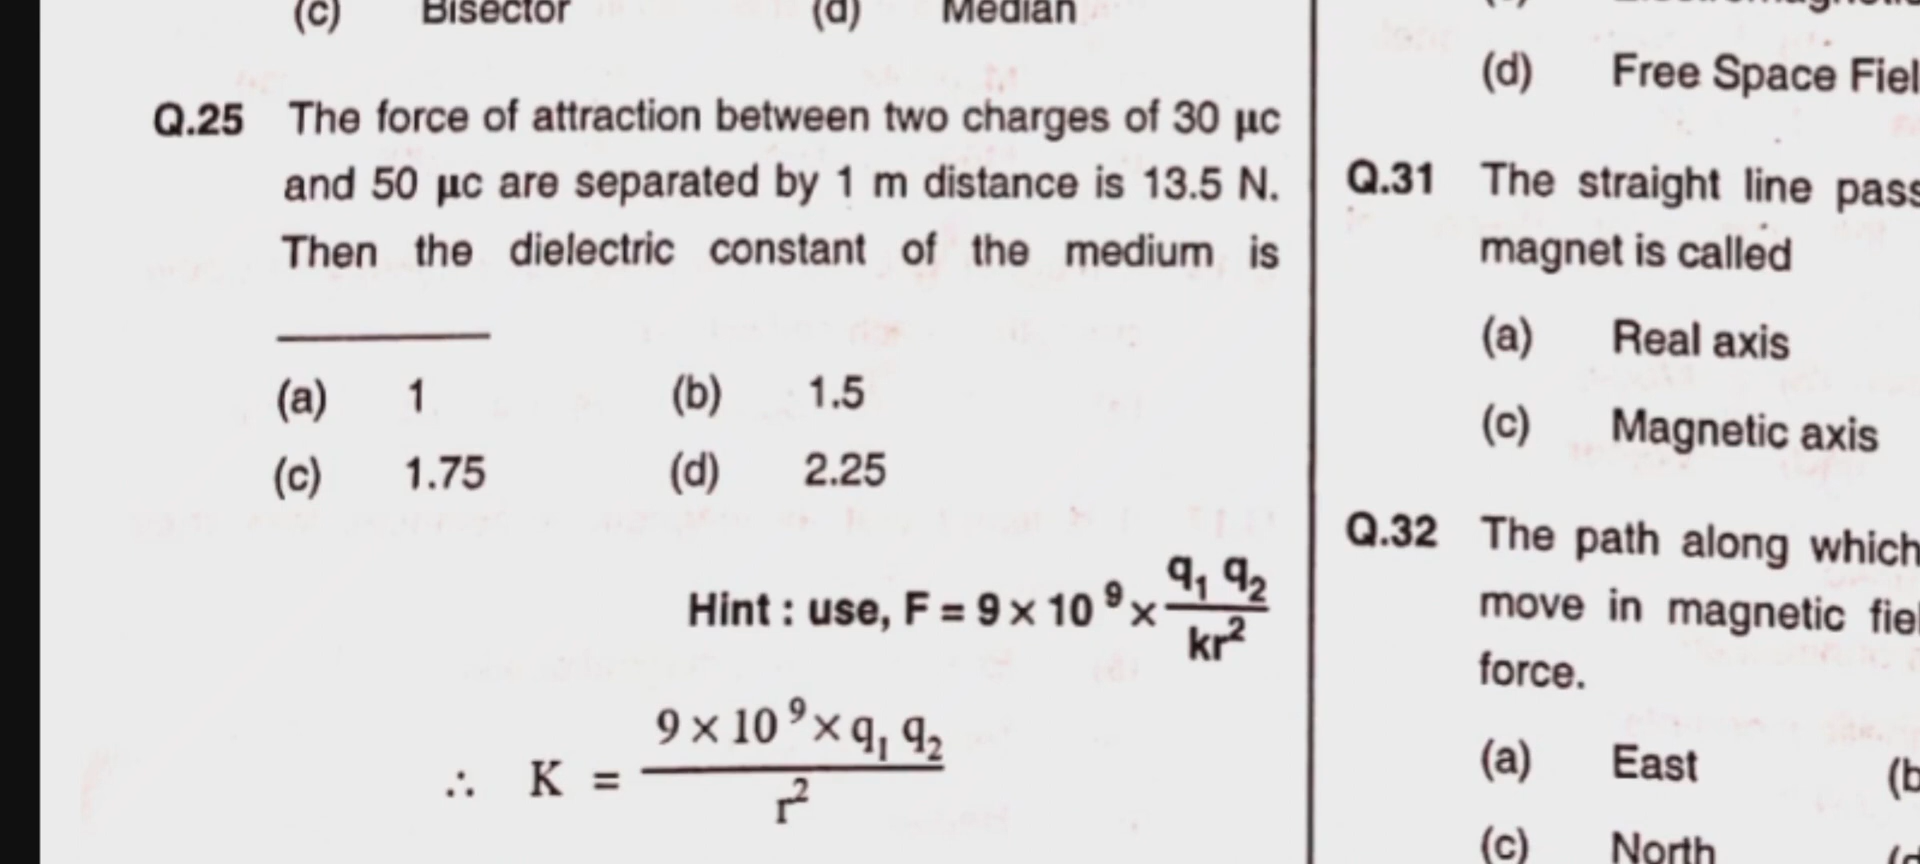 (c) Bisector (d) Median
Q.25 The force of attraction between two charges of 30 μc
and 50 μc are separated by 1 m distance is 13.5 N.
Then the dielectric constant of the medium is
(a) 1 (b) 1.5
(c) 1.75 (d) 2.25
Hint : use, F = 9 × 10⁹ × q₁ q₂ / kr²
∴ K = 9 × 10⁹ × q₁ q₂ / r²
(d) Free Space Fiel
Q.31 The straight line pass
magnet is called
(a) Real axis
(c) Magnetic axis
Q.32 The path along which
move in magnetic fiel
force.
(a) East (b
(c) North